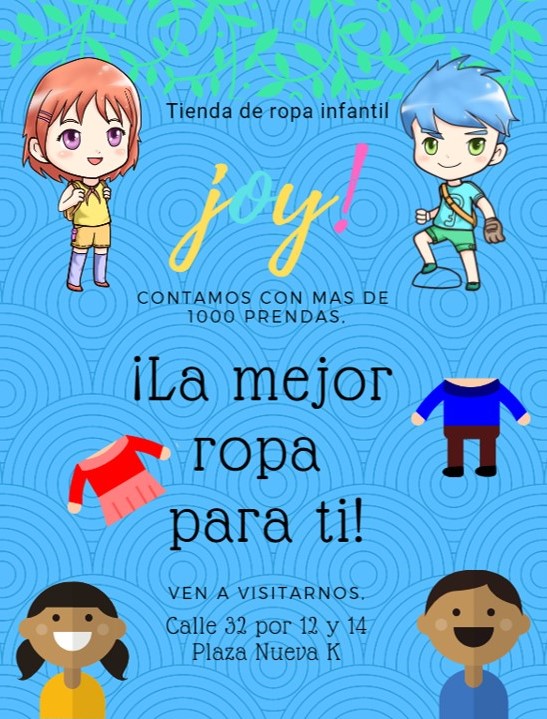 Tienda de ropa infantil
joy!
CONTAMOS CON MAS DE
1000 PRENDAS.
¡La mejor
ropa
para ti!
VEN A VISITARNOS.
Calle 32 por 12 y 14
Plaza Nueva K